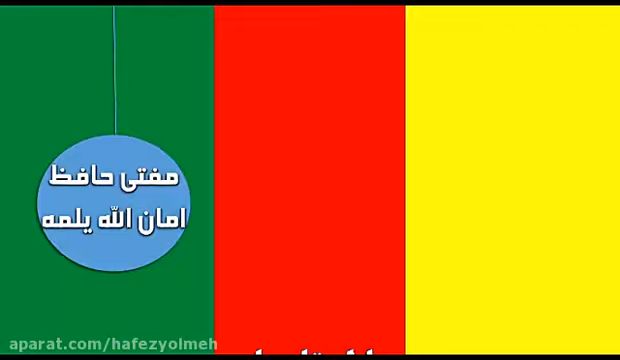 مفتی حافظ
امان الله یلمه
aparat.com/hafezyolmeh